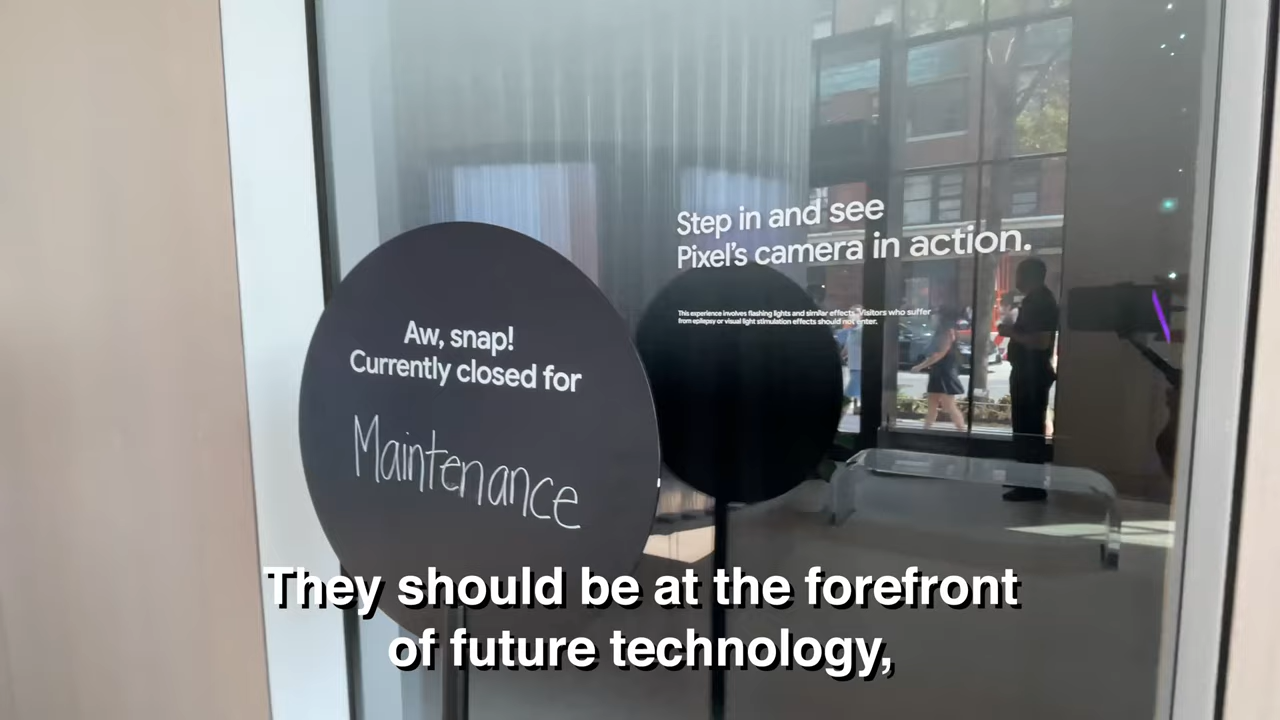 Step in and see
Pixel's camera in action.
This experience involves flashing lights and similar effects. Visitors who suffer
from epilepsy or visual light stimulation effects should not enter.
Aw, snap!
Currently closed for
Maintenance
They should be at the forefront
of future technology,